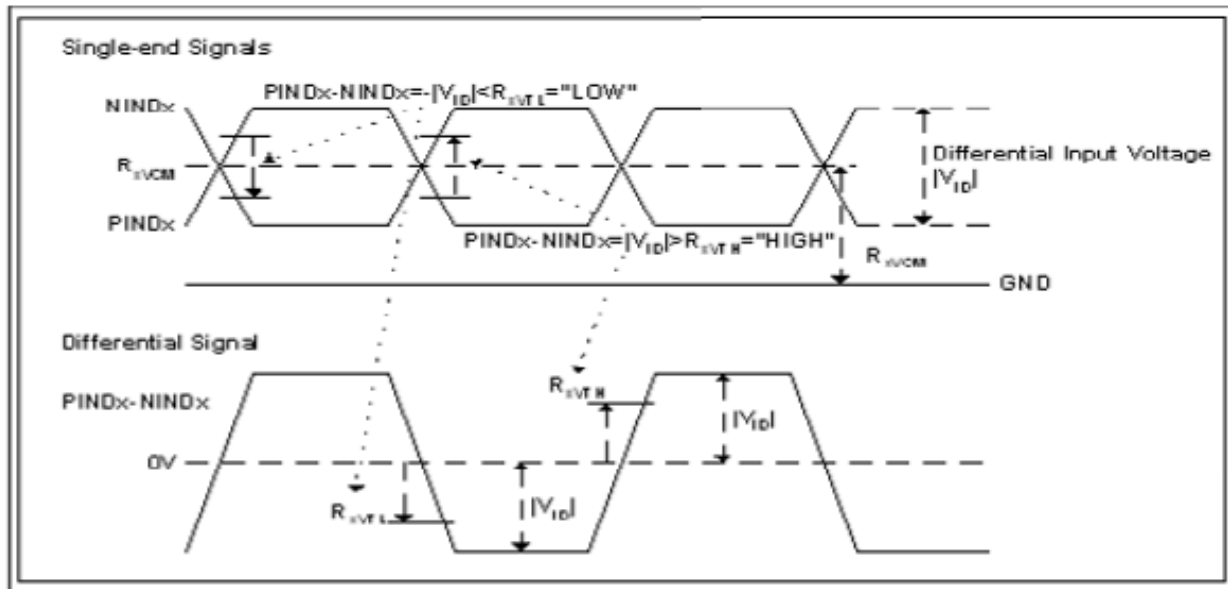 Single-end Signals
PINDx-NINDx=-|VID|<RxVTL="LOW"
NINDx
RxVCM
Differential Input Voltage
|VID|
PINDx
PINDx-NINDx=|VID|>RxVTH="HIGH"
RxVCM
GND
Differential Signal
RxVTH
PINDx-NINDx
|VID|
0V
RxVTL
|VID|